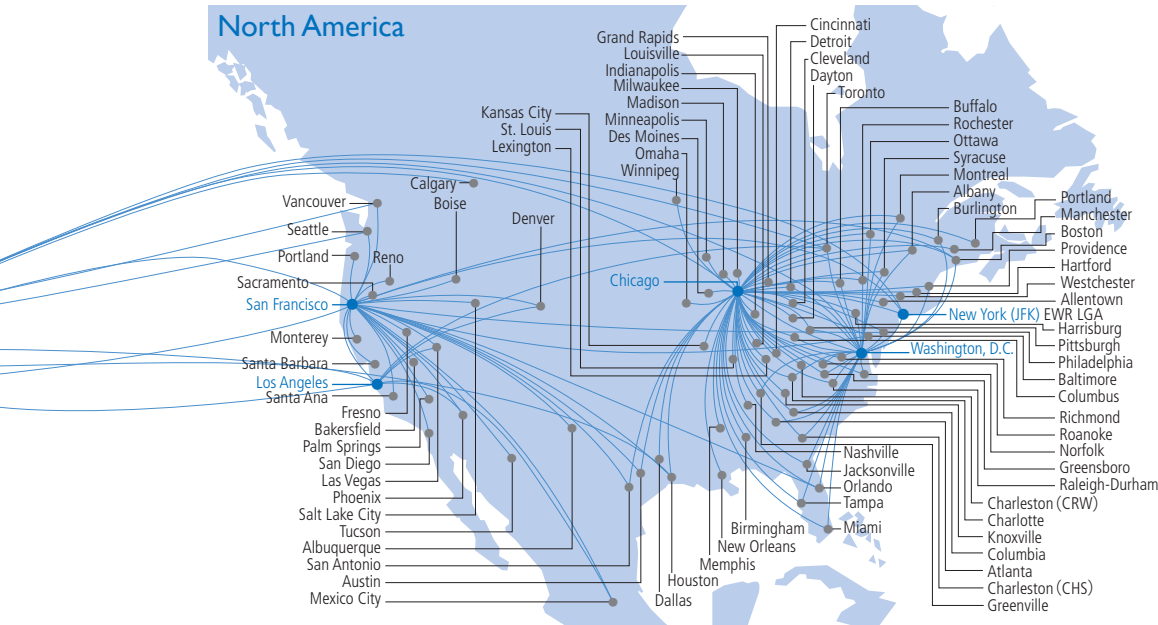 North America
Cincinnati
Grand Rapids
Detroit
Louisville
Cleveland
Indianapolis
Dayton
Milwaukee
Toronto
Madison
Kansas City
Minneapolis
Buffalo
St. Louis
Des Moines
Rochester
Lexington
Omaha
Ottawa
Winnipeg
Syracuse
Montreal
Calgary
Albany
Vancouver
Boise
Burlington
Portland
Denver
Manchester
Seattle
Boston
Portland
Reno
Providence
Sacramento
Chicago
Hartford
San Francisco
Westchester
Allentown
New York (JFK) EWR LGA
Monterey
Harrisburg
Washington, D.C.
Pittsburgh
Santa Barbara
Philadelphia
Los Angeles
Baltimore
Santa Ana
Columbus
Fresno
Richmond
Bakersfield
Roanoke
Palm Springs
Nashville
Norfolk
San Diego
Jacksonville
Greensboro
Las Vegas
Orlando
Raleigh-Durham
Phoenix
Tampa
Charleston (CRW)
Salt Lake City
Charlotte
Tucson
Birmingham
Miami
Knoxville
Albuquerque
New Orleans
Columbia
San Antonio
Memphis
Atlanta
Austin
Houston
Charleston (CHS)
Mexico City
Dallas
Greenville